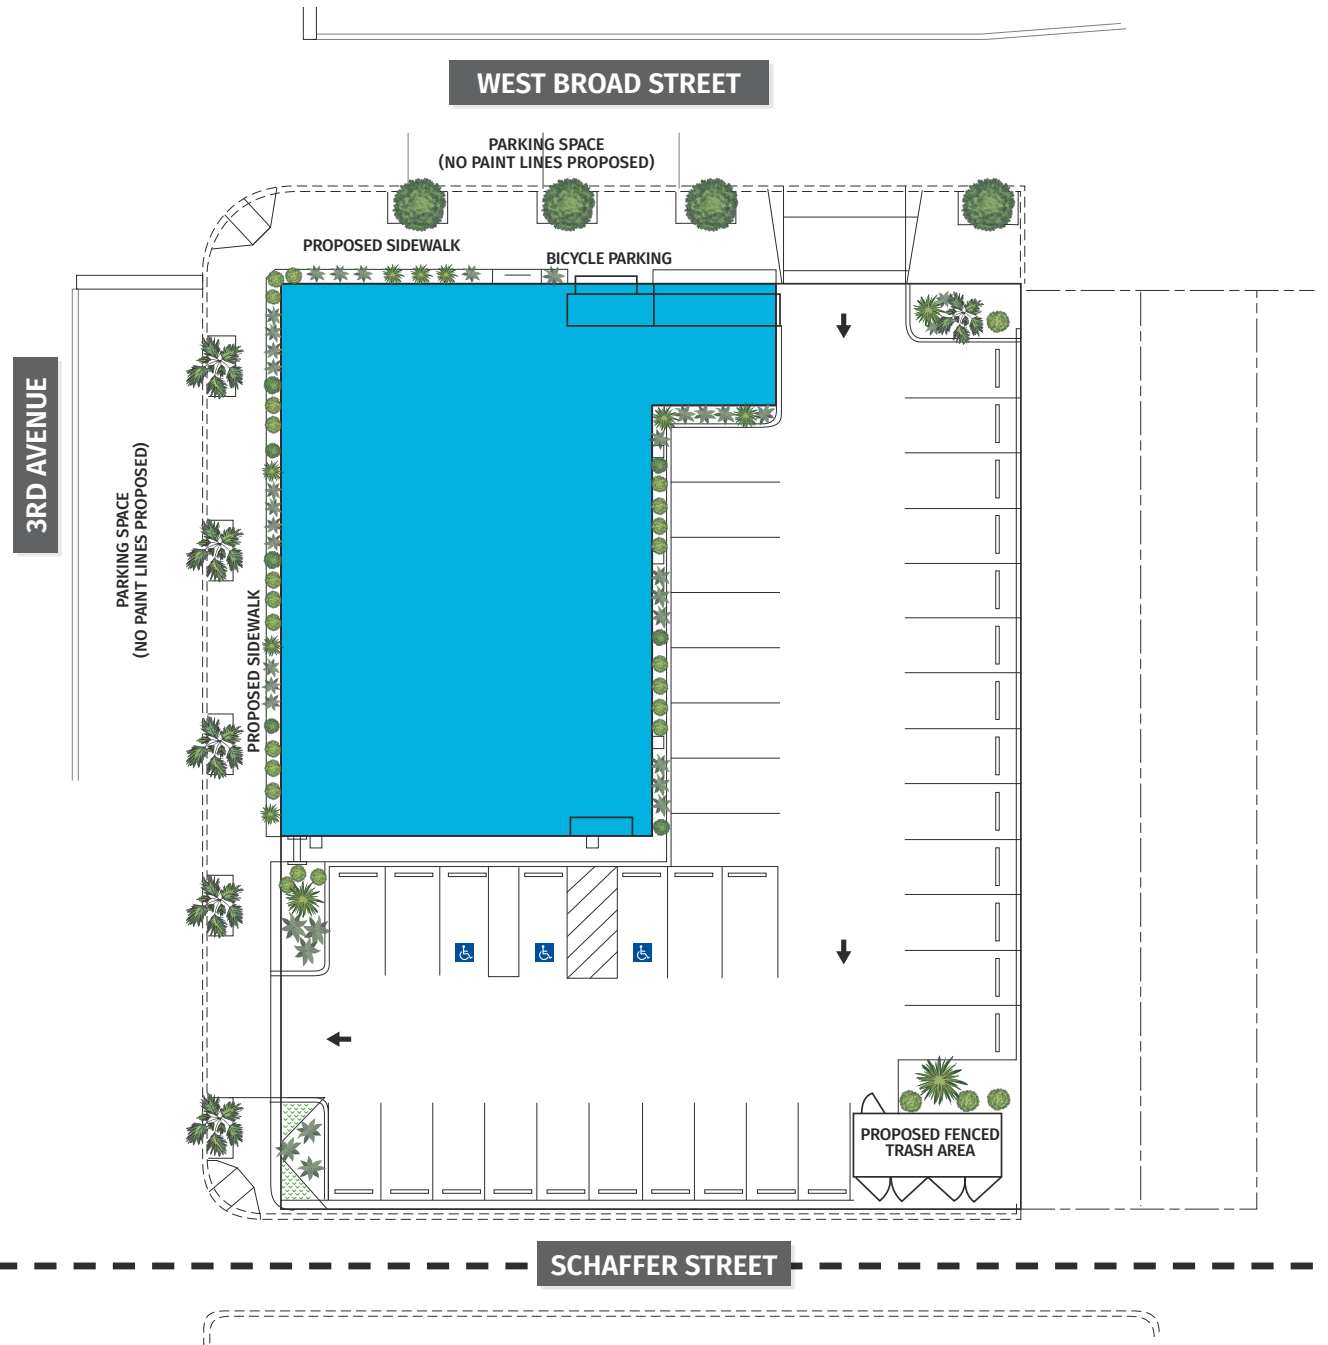 WEST BROAD STREET
PARKING SPACE
(NO PAINT LINES PROPOSED)
PROPOSED SIDEWALK
BICYCLE PARKING
3RD AVENUE
PARKING SPACE
(NO PAINT LINES PROPOSED)
PROPOSED SIDEWALK
PROPOSED FENCED
TRASH AREA
SCHAFFER STREET